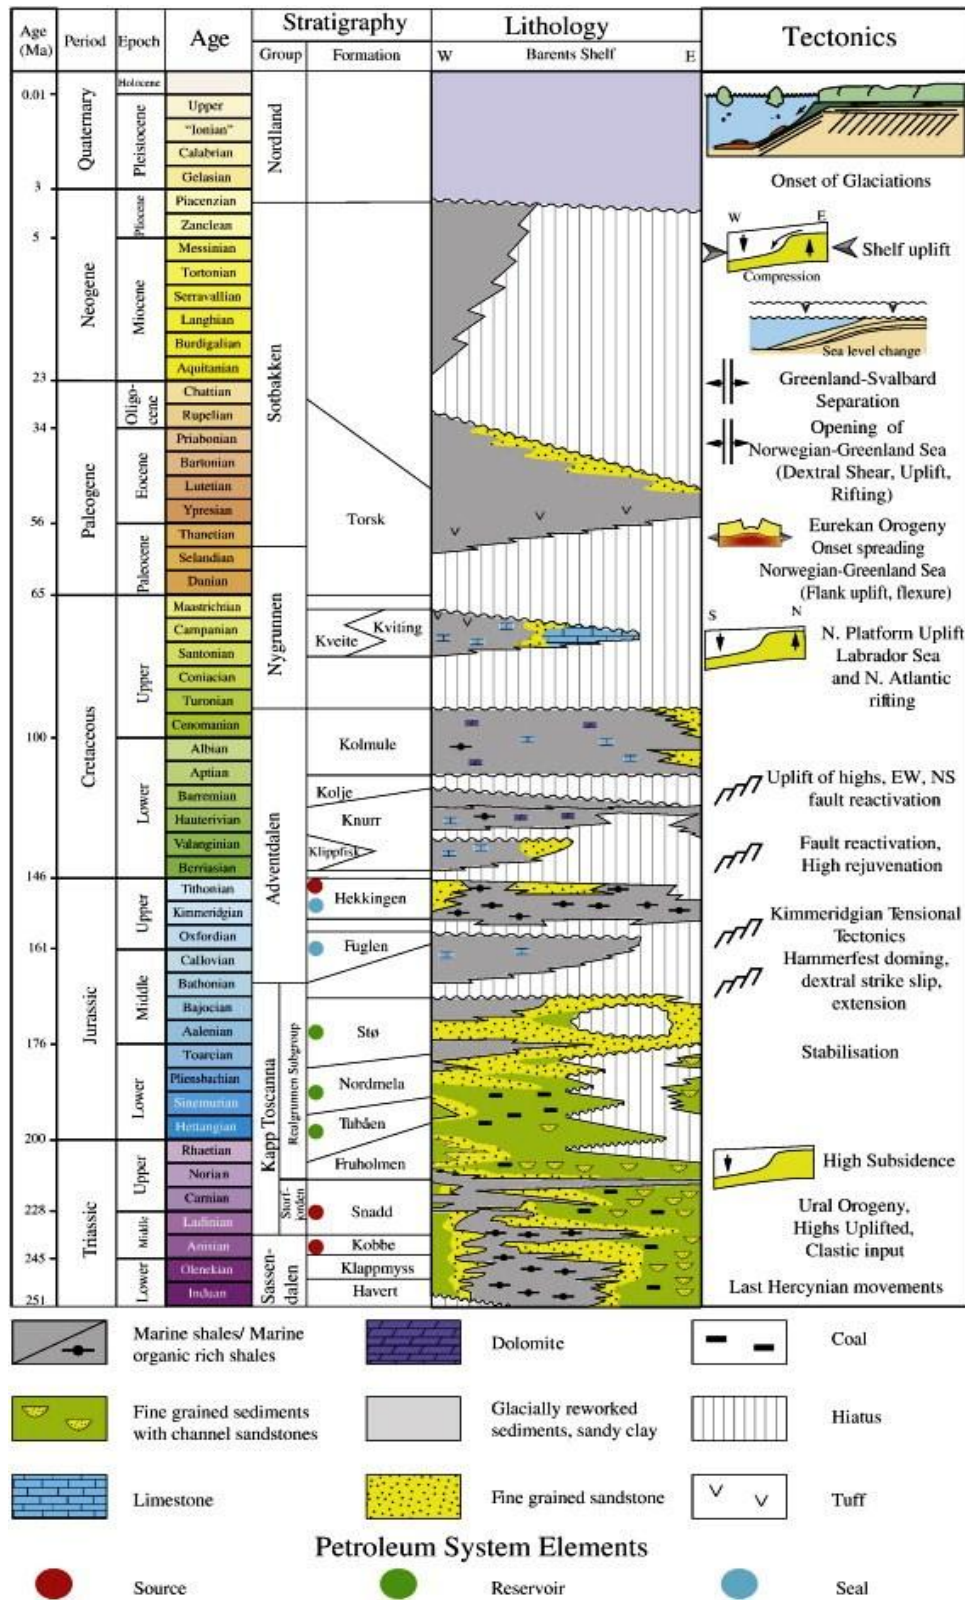 Age
(Ma)
Period
Epoch
Age
Stratigraphy
Group
Formation
Lithology
W
Barents Shelf
E
Tectonics
0.01
3
5
23
34
56
65
100
146
161
176
200
228
245
251
Quaternary
Neogene
Paleogene
Cretaceous
Jurassic
Triassic
Holocene
Pleistocene
Pliocene
Miocene
Oligo-
cene
Eocene
Paleocene
Upper
Lower
Upper
Middle
Lower
Upper
Middle
Lower
Upper
"Ionian"
Calabrian
Gelasian
Piacenzian
Zanclean
Messinian
Tortonian
Serravallian
Langhian
Burdigalian
Aquitanian
Chattian
Rupelian
Priabonian
Bartonian
Lutetian
Ypresian
Thanetian
Selandian
Danian
Maastrichtian
Campanian
Santonian
Coniacian
Turonian
Cenomanian
Albian
Aptian
Barremian
Hauterivian
Valanginian
Berriasian
Tithonian
Kimmeridgian
Oxfordian
Callovian
Bathonian
Bajocian
Aalenian
Toarcian
Pliensbachian
Sinemurian
Hettangian
Rhaetian
Norian
Carnian
Ladinian
Anisian
Olenekian
Induan
Nordland
Sotbakken
Nygrunnen
Adventdalen
Kapp Toscanna
Realgrunnen Subgroup
Storf-
jorden
Sassen-
dalen
Torsk
Kviting
Kveite
Kolmule
Kolje
Knurr
Klippfisk
Hekkingen
Fuglen
Stø
Nordmela
Tubåen
Fruholmen
Snadd
Kobbe
Klappmyss
Havert
Onset of Glaciations
W
E
Shelf uplift
Compression
Sea level change
Greenland-Svalbard
Separation
Opening of
Norwegian-Greenland Sea
(Dextral Shear, Uplift,
Rifting)
Eurekan Orogeny
Onset spreading
Norwegian-Greenland Sea
(Flank uplift, flexure)
S
N
N. Platform Uplift
Labrador Sea
and N. Atlantic
rifting
Uplift of highs, EW, NS
fault reactivation
Fault reactivation,
High rejuvenation
Kimmeridgian Tensional
Tectonics
Hammerfest doming,
dextral strike slip,
extension
Stabilisation
High Subsidence
Ural Orogeny,
Highs Uplifted,
Clastic input
Last Hercynian movements
Marine shales/ Marine
organic rich shales
Dolomite
Coal
Fine grained sediments
with channel sandstones
Glacially reworked
sediments, sandy clay
Hiatus
Limestone
Fine grained sandstone
Tuff
Petroleum System Elements
Source
Reservoir
Seal